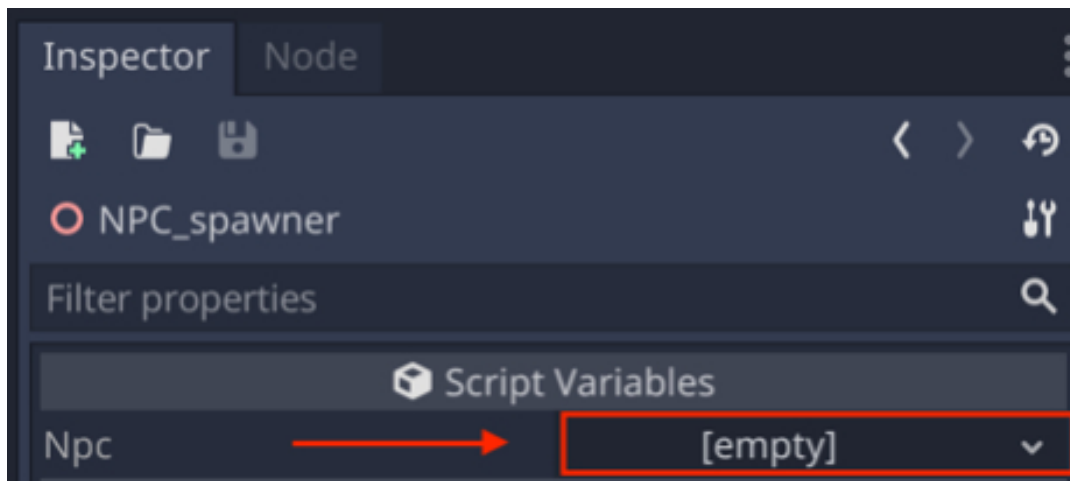 Inspector Node
NPC_spawner
Filter properties
Script Variables
Npc [empty]